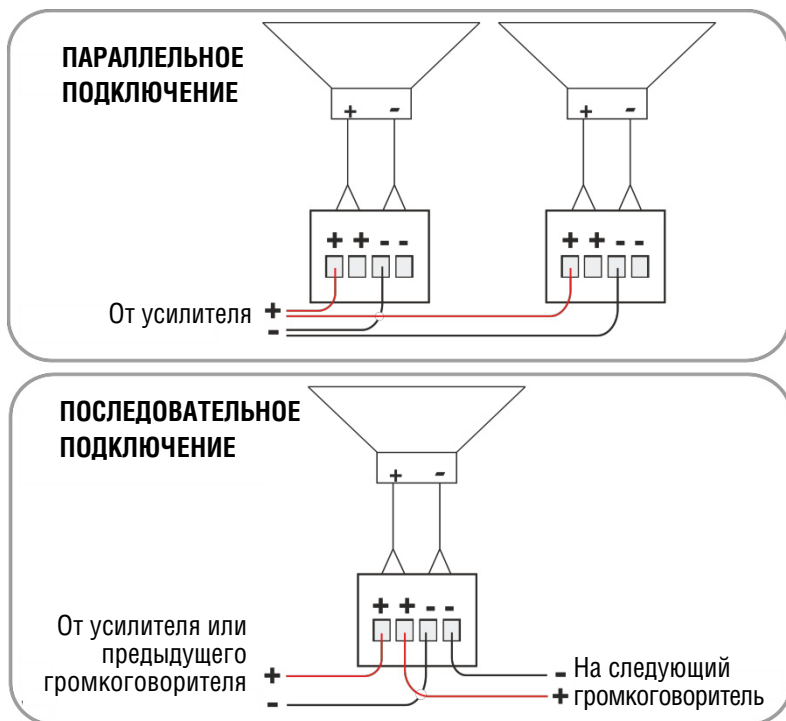 ПАРАЛЛЕЛЬНОЕ
ПОДКЛЮЧЕНИЕ
+ -
+ -
+ + - -
+ + - -
От усилителя +
-
ПОСЛЕДОВАТЕЛЬНОЕ
ПОДКЛЮЧЕНИЕ
+ -
+ + - -
От усилителя или
предыдущего
громкоговорителя +
-
- На следующий
+ громкоговоритель